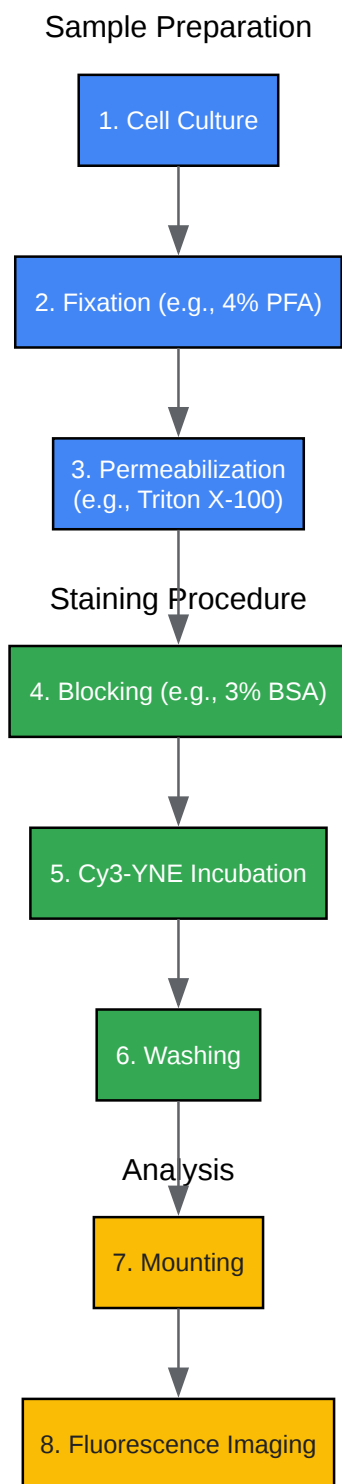 Sample Preparation
1. Cell Culture
2. Fixation (e.g., 4% PFA)
3. Permeabilization
(e.g., Triton X-100)
Staining Procedure
4. Blocking (e.g., 3% BSA)
5. Cy3-YNE Incubation
6. Washing
Analysis
7. Mounting
8. Fluorescence Imaging